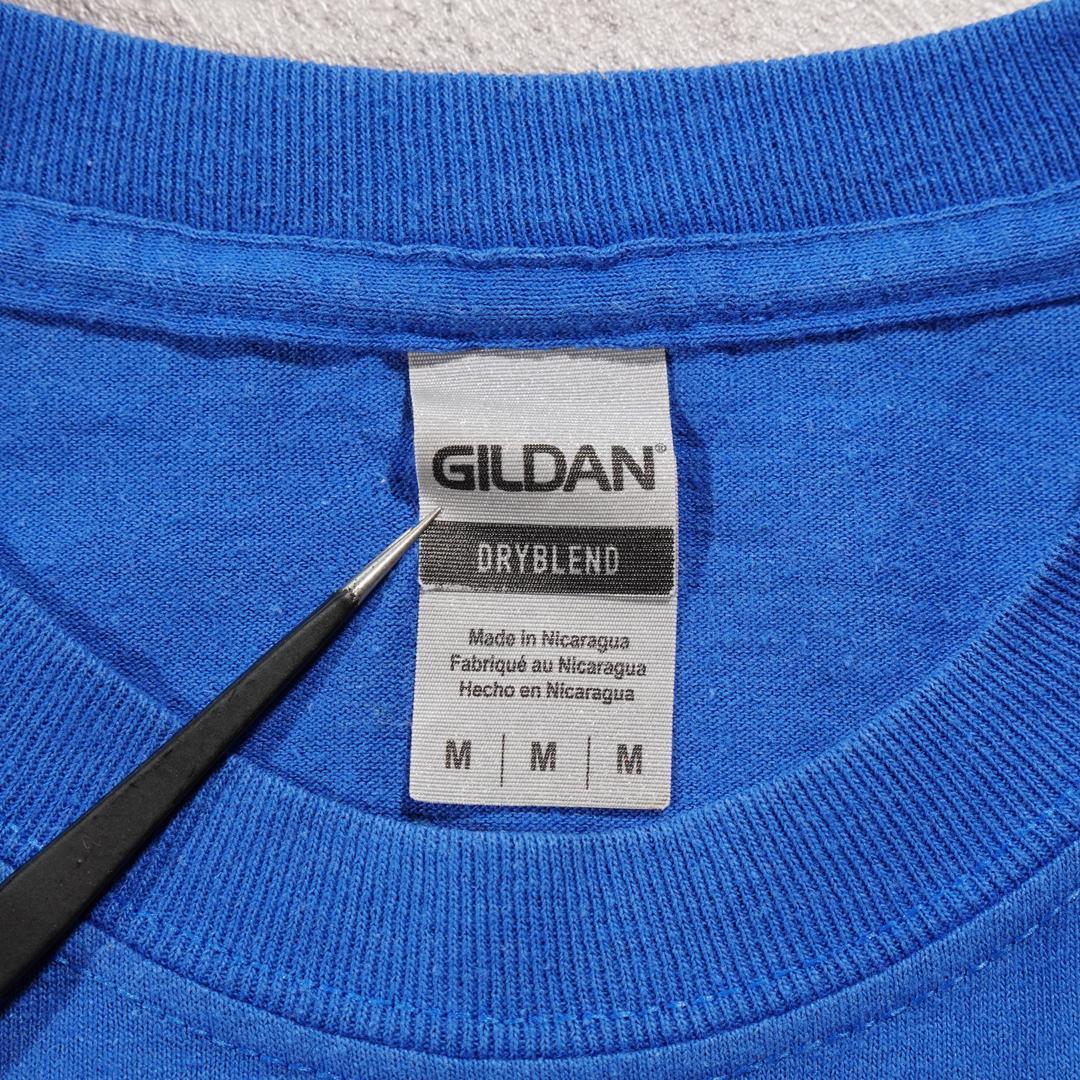 GILDAN®
DRYBLEND
Made in Nicaragua
Fabriqué au Nicaragua
Hecho en Nicaragua
M | M | M